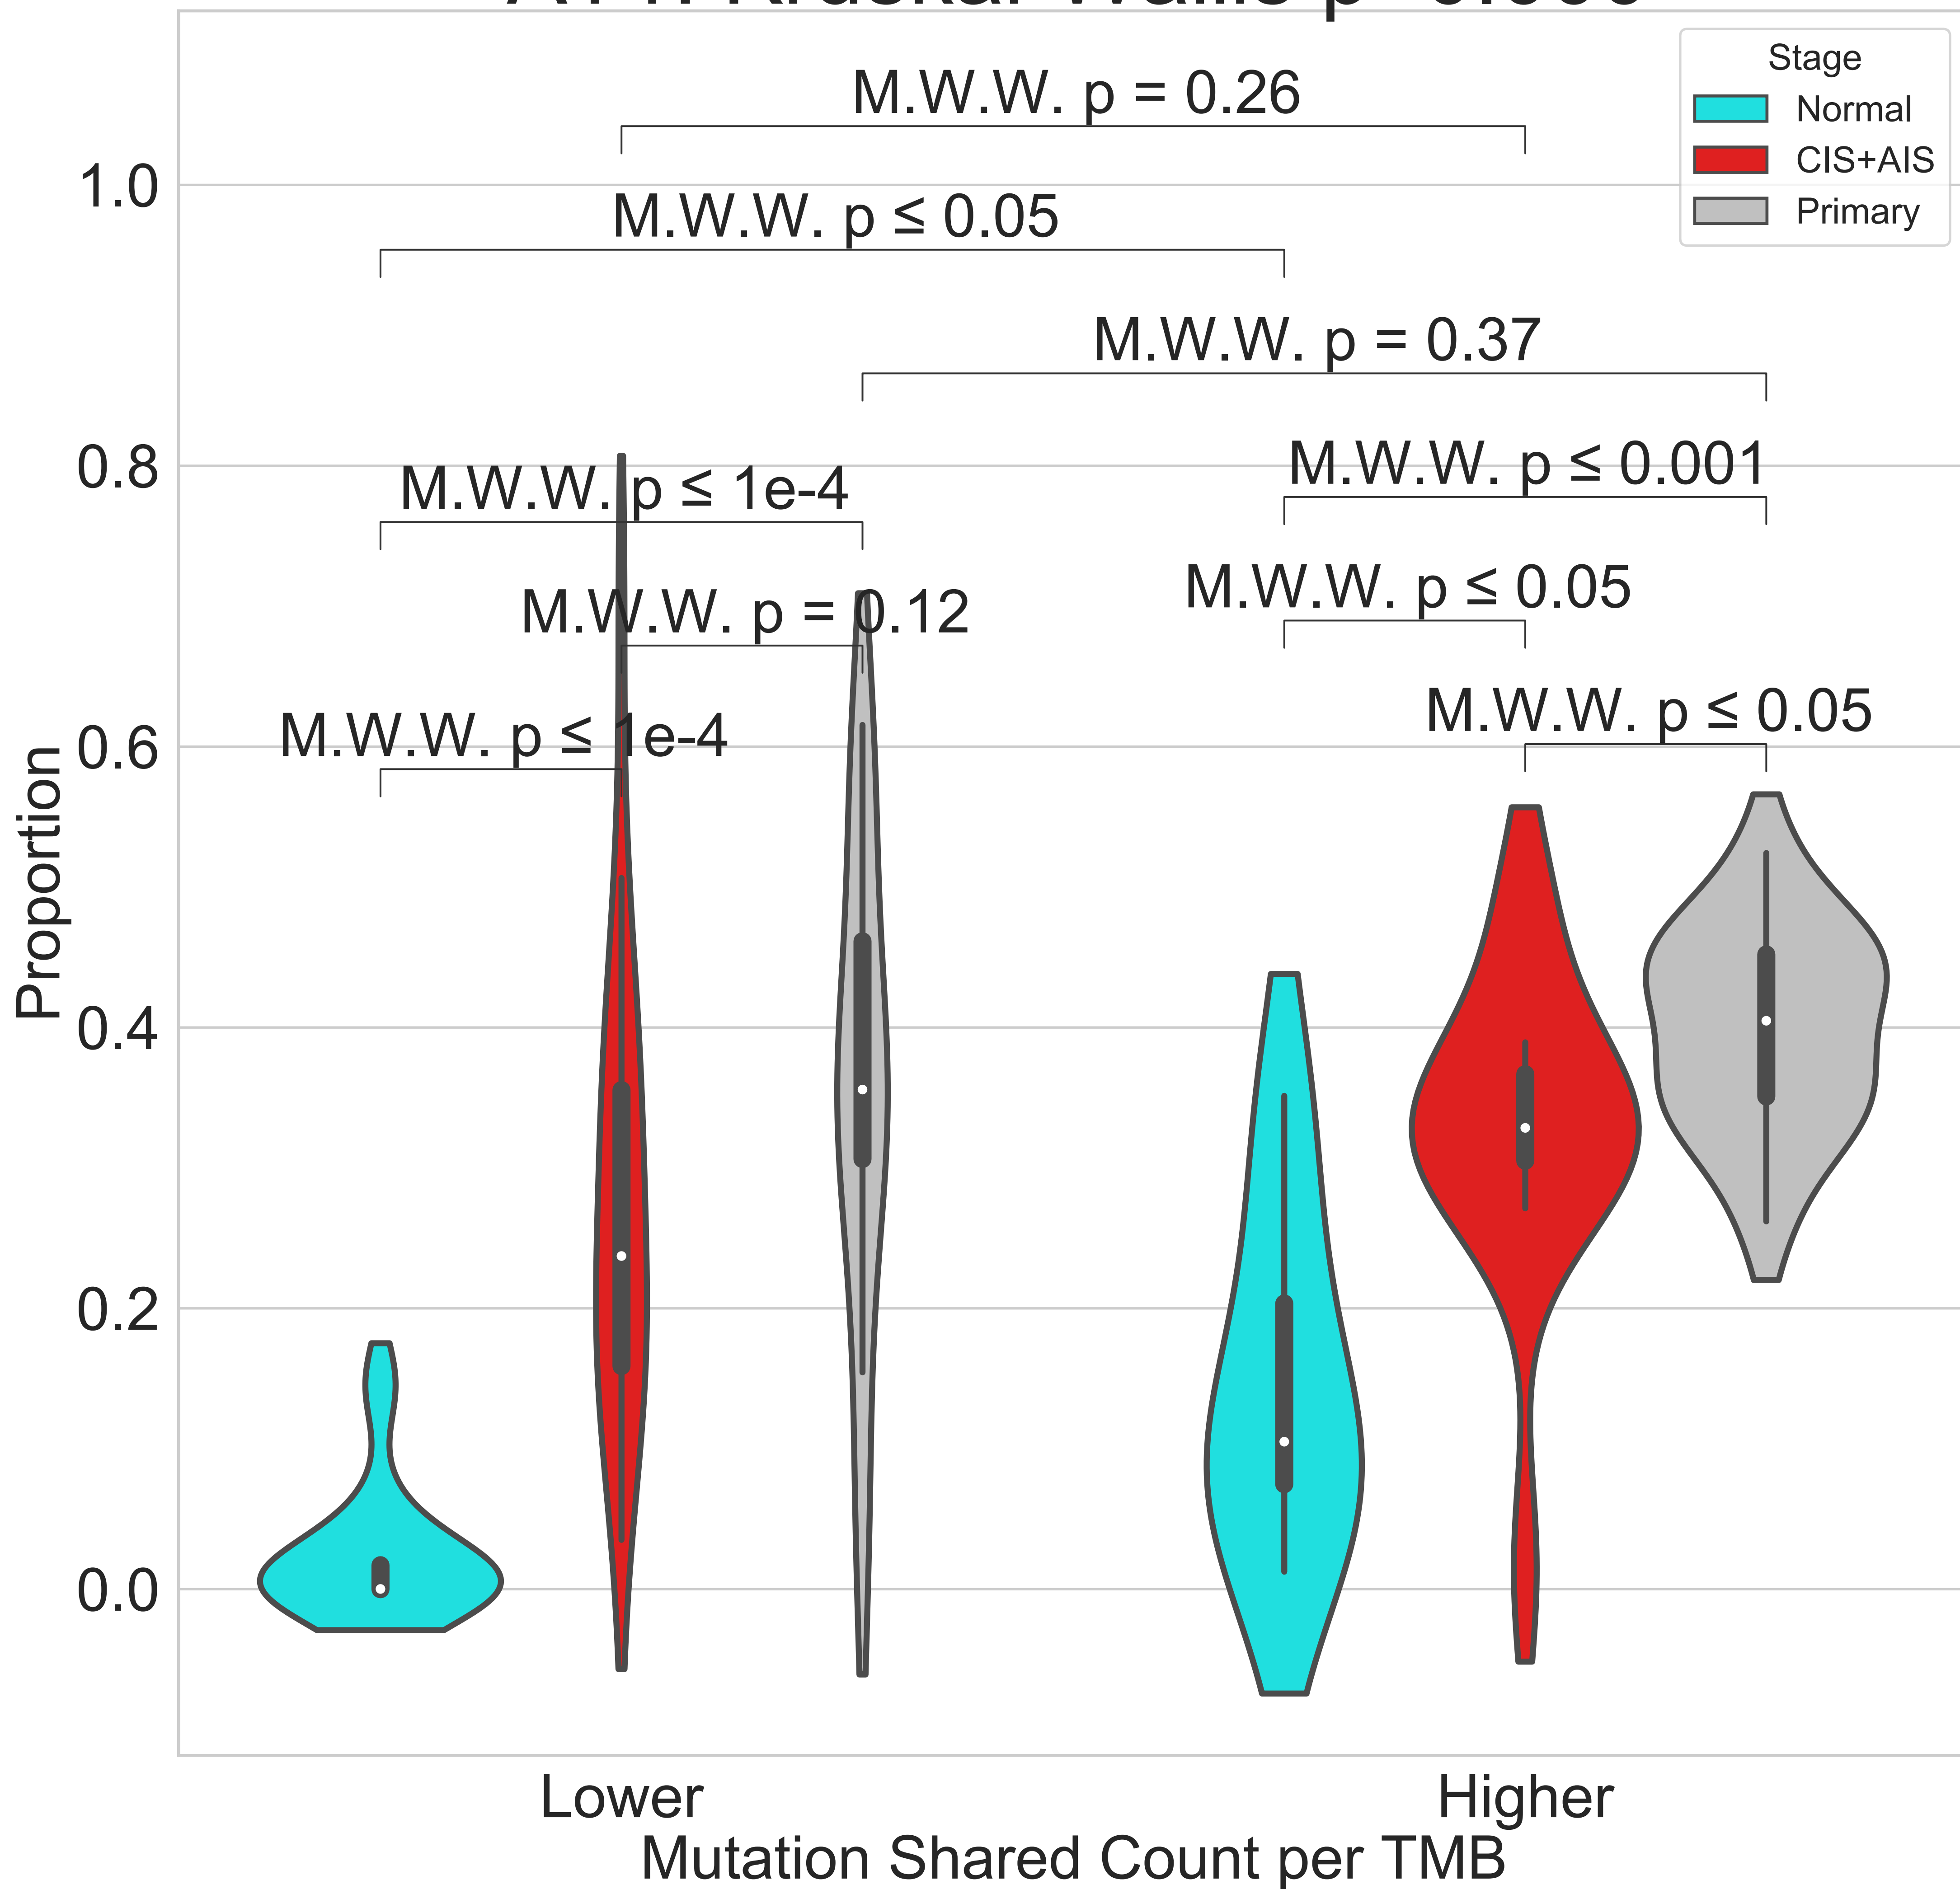 Stage
Normal
CIS+AIS
Primary
M.W.W. p = 0.26
1.0
M.W.W. p ≤ 0.05
M.W.W. p = 0.37
0.8
M.W.W. p ≤ 1e-4
M.W.W. p ≤ 0.001
M.W.W. p = 0.12
M.W.W. p ≤ 0.05
0.6
M.W.W. p ≤ 1e-4
M.W.W. p ≤ 0.05
Proportion
0.4
0.2
0.0
Lower
Higher
Mutation Shared Count per TMB